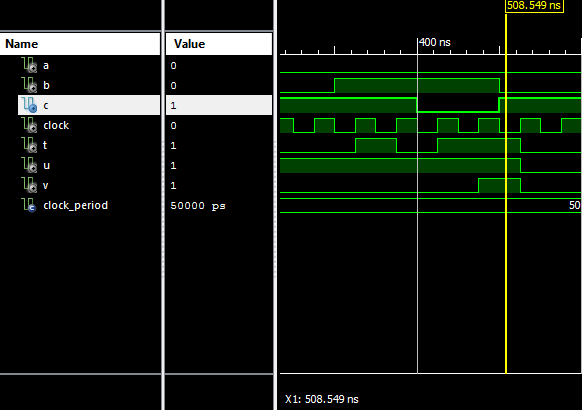 508.549 ns
Name Value
400 ns
a 0
b 0
c 1
clock 0
t 1
u 1
v 1
clock_period 50000 ps 50
X1: 508.549 ns